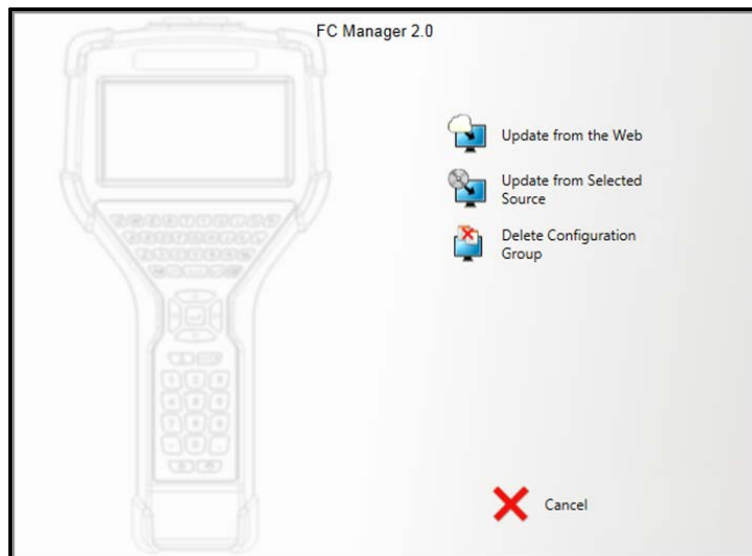 FC Manager 2.0
Update from the Web
Update from Selected
Source
Delete Configuration
Group
Cancel